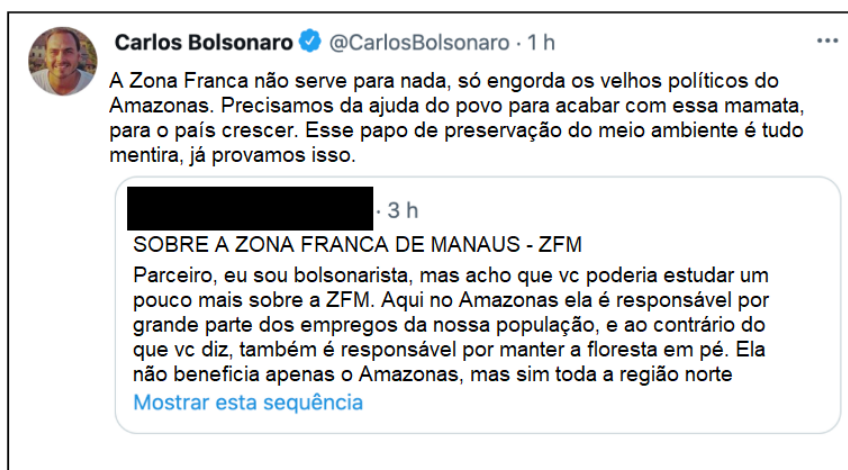 Carlos Bolsonaro @CarlosBolsonaro · 1 h
A Zona Franca não serve para nada, só engorda os velhos políticos do
Amazonas. Precisamos da ajuda do povo para acabar com essa mamata,
para o país crescer. Esse papo de preservação do meio ambiente é tudo
mentira, já provamos isso.
· 3 h
SOBRE A ZONA FRANCA DE MANAUS - ZFM
Parceiro, eu sou bolsonarista, mas acho que vc poderia estudar um
pouco mais sobre a ZFM. Aqui no Amazonas ela é responsável por
grande parte dos empregos da nossa população, e ao contrário do
que vc diz, também é responsável por manter a floresta em pé. Ela
não beneficia apenas o Amazonas, mas sim toda a região norte
Mostrar esta sequência